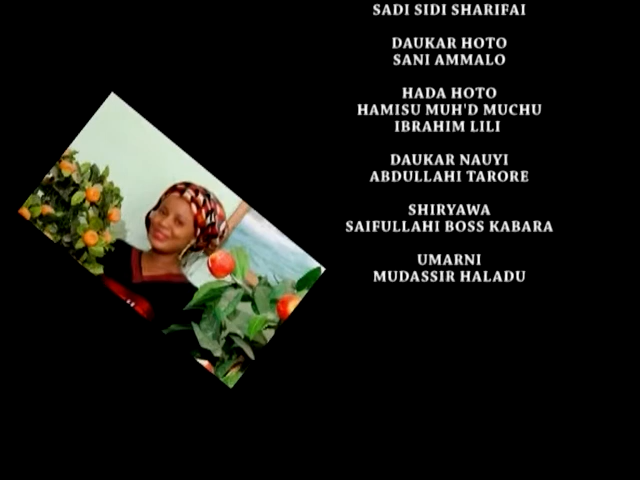 SADI SIDI SHARIFAI
DAUKAR HOTO
SANI AMMALO
HADA HOTO
HAMISU MUH'D MUCHU
IBRAHIM LILI
DAUKAR NAUYI
ABDULLAHI TARORE
SHIRYAWA
SAIFULLAHI BOSS KABARA
UMARNI
MUDASSIR HALADU